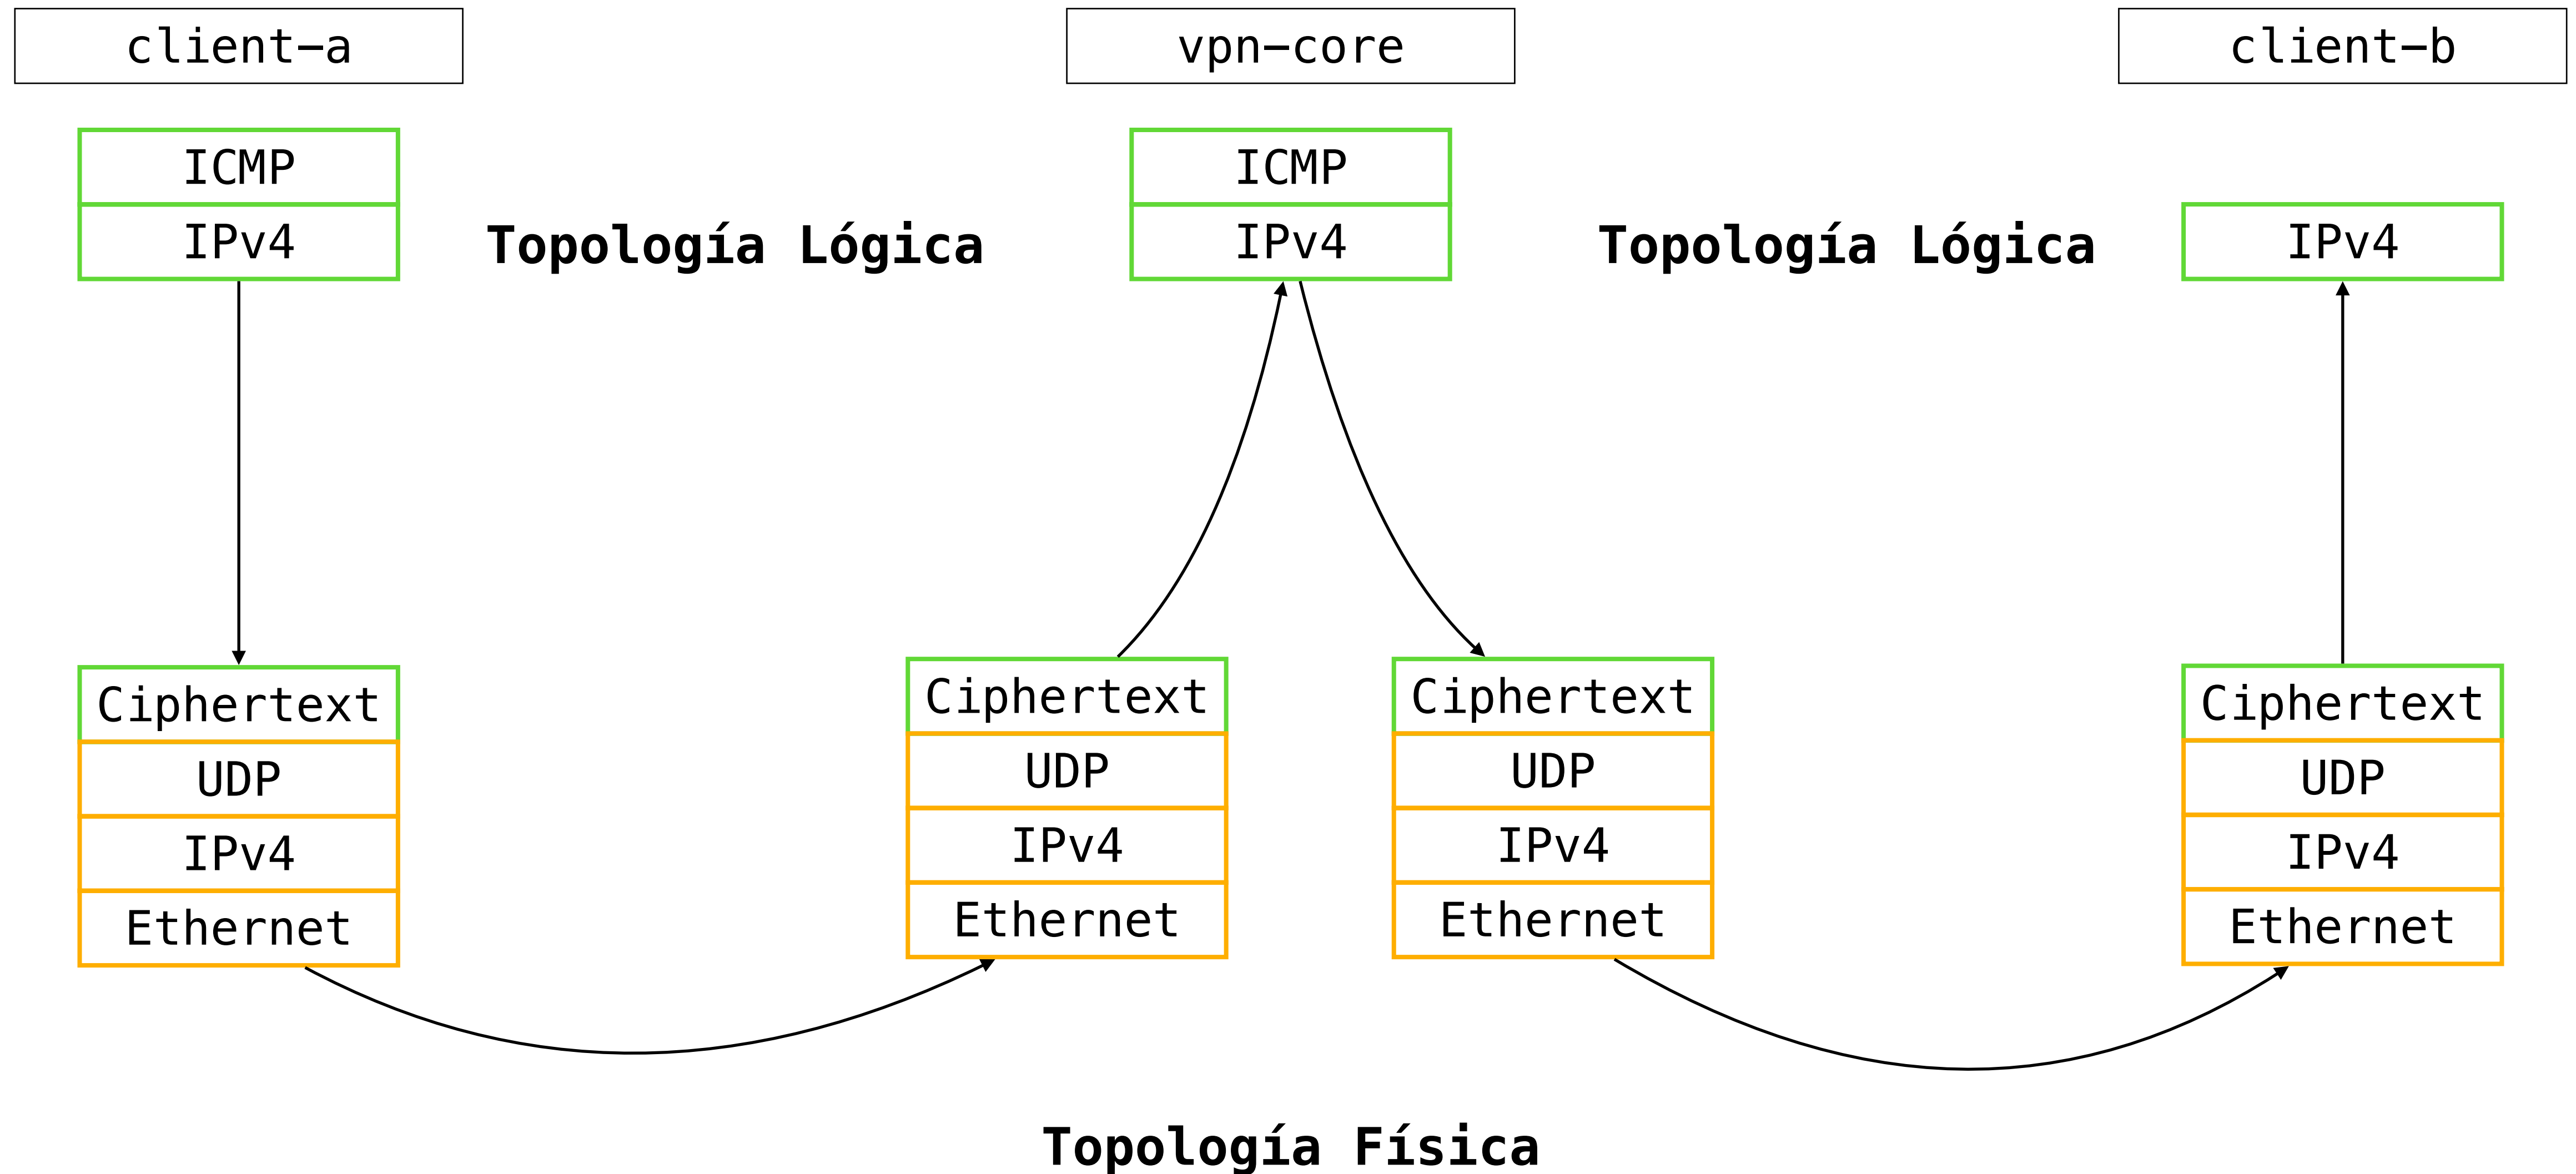 client-a
vpn-core
client-b
ICMP
IPv4
Topología Lógica
ICMP
IPv4
Topología Lógica
IPv4
Ciphertext
UDP
IPv4
Ethernet
Ciphertext
UDP
IPv4
Ethernet
Ciphertext
UDP
IPv4
Ethernet
Ciphertext
UDP
IPv4
Ethernet
Topología Física